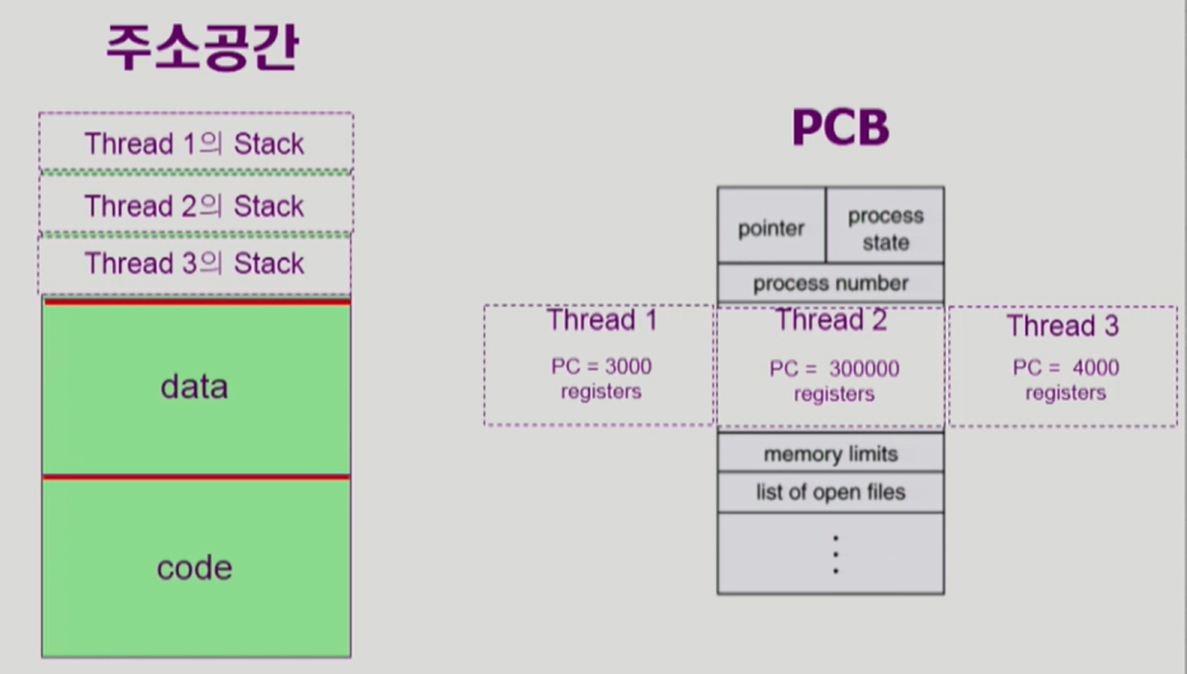 주소공간
Thread 1의 Stack
Thread 2의 Stack
Thread 3의 Stack
data
code
PCB
pointer
process
state
process number
Thread 1
PC = 3000
registers
Thread 2
PC = 300000
registers
Thread 3
PC = 4000
registers
memory limits
list of open files